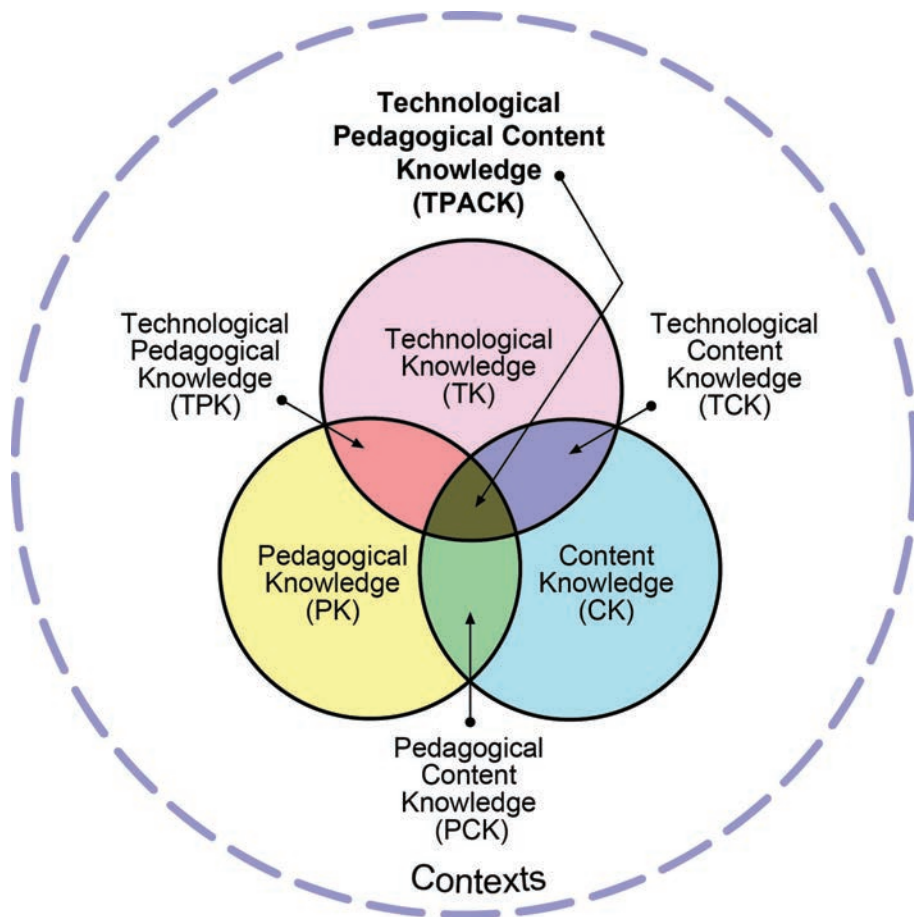 Technological
Pedagogical Content
Knowledge
(TPACK)
Technological
Pedagogical
Knowledge
(TPK)
Technological
Knowledge
(TK)
Technological
Content
Knowledge
(TCK)
Pedagogical
Knowledge
(PK)
Content
Knowledge
(CK)
Pedagogical
Content
Knowledge
(PCK)
Contexts